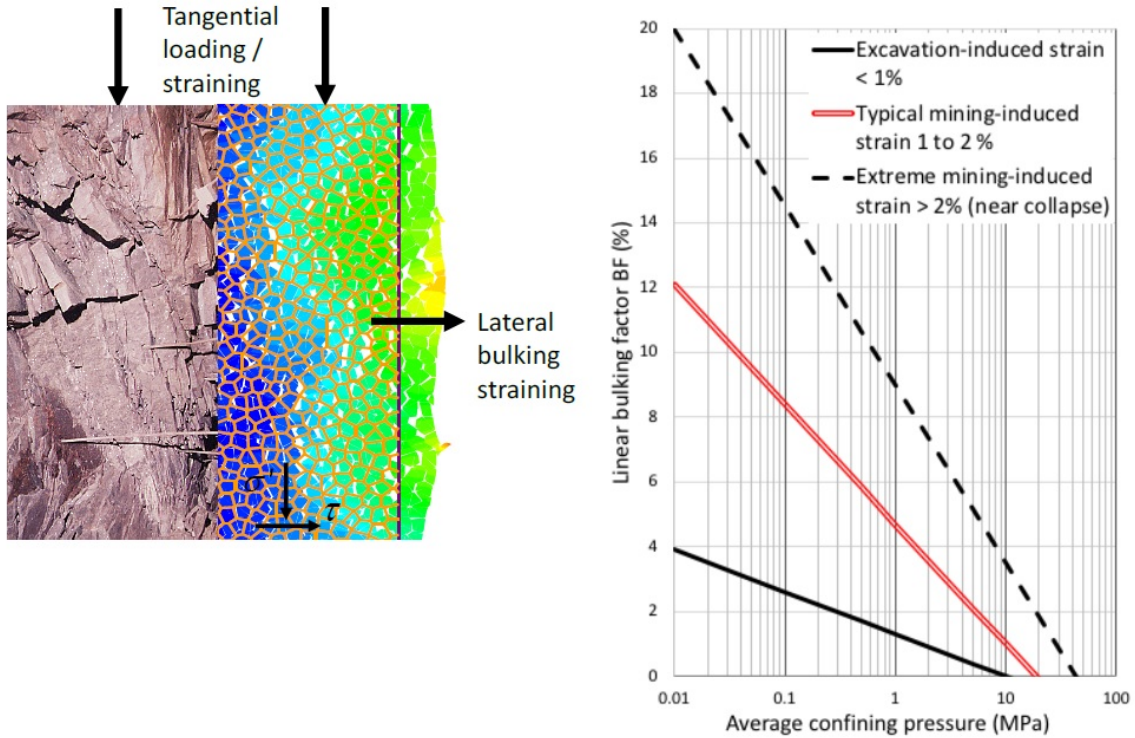 Tangential
loading /
straining
Lateral
bulking
straining
σ'
τ
Linear bulking factor BF (%)
20
18
16
14
12
10
8
6
4
2
0
Excavation-induced strain
< 1%
Typical mining-induced
strain 1 to 2 %
Extreme mining-induced
strain > 2% (near collapse)
0.01 0.1 1 10 100
Average confining pressure (MPa)